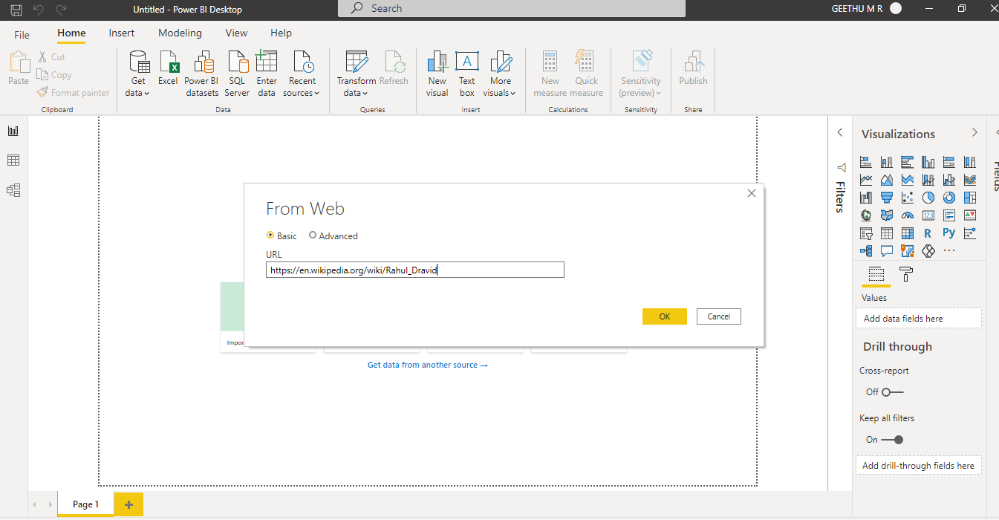 Untitled - Power BI Desktop
Search
GEETHU M R
File
Home
Insert
Modeling
View
Help
Paste
Cut
Copy
Format painter
Clipboard
Get data
Excel
Power BI datasets
SQL Server
Enter data
Recent sources
Data
Transform data
Refresh
Queries
New visual
Text box
More visuals
Insert
New measure
Quick measure
Calculations
Sensitivity (preview)
Sensitivity
Publish
Share
From Web
Basic
Advanced
URL
https://en.wikipedia.org/wiki/Rahul_Dravid
OK
Cancel
Impor
Get data from another source →
Filters
Visualizations
Fields
123
R
Py
Values
Add data fields here
Drill through
Cross-report
Off
Keep all filters
On
Add drill-through fields here
Page 1